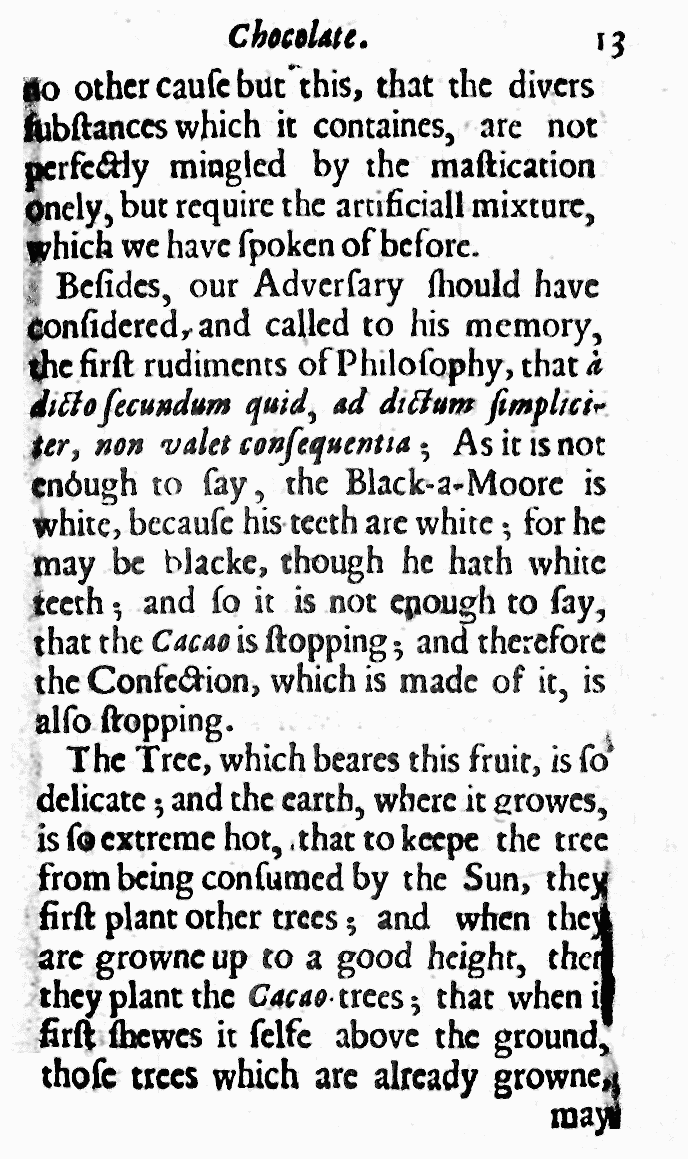 Chocolate. 13
no other cauſe but this, that the divers
ſubſtances which it containes, are not
perfectly mingled by the maſtication
onely, but require the artificiall mixture,
which we have ſpoken of before.
Beſides, our Adverſary ſhould have
conſidered, and called to his memory,
the firſt rudiments of Philoſophy, that à
dicto ſecundum quid, ad dictum ſimplici-
ter, non valet conſequentia; As it is not
enough to ſay, the Black-a-Moore is
white, becauſe his teeth are white; for he
may be blacke, though he hath white
teeth; and ſo it is not enough to ſay,
that the Cacao is ſtopping; and therefore
the Confection, which is made of it, is
alſo ſtopping.
The Tree, which beares this fruit, is ſo
delicate; and the earth, where it growes,
is ſo extreme hot, that to keepe the tree
from being conſumed by the Sun, they
firſt plant other trees; and when they
are growne up to a good height, then
they plant the Cacao-trees; that when it
firſt ſhewes it ſelfe above the ground,
thoſe trees which are already growne,
may